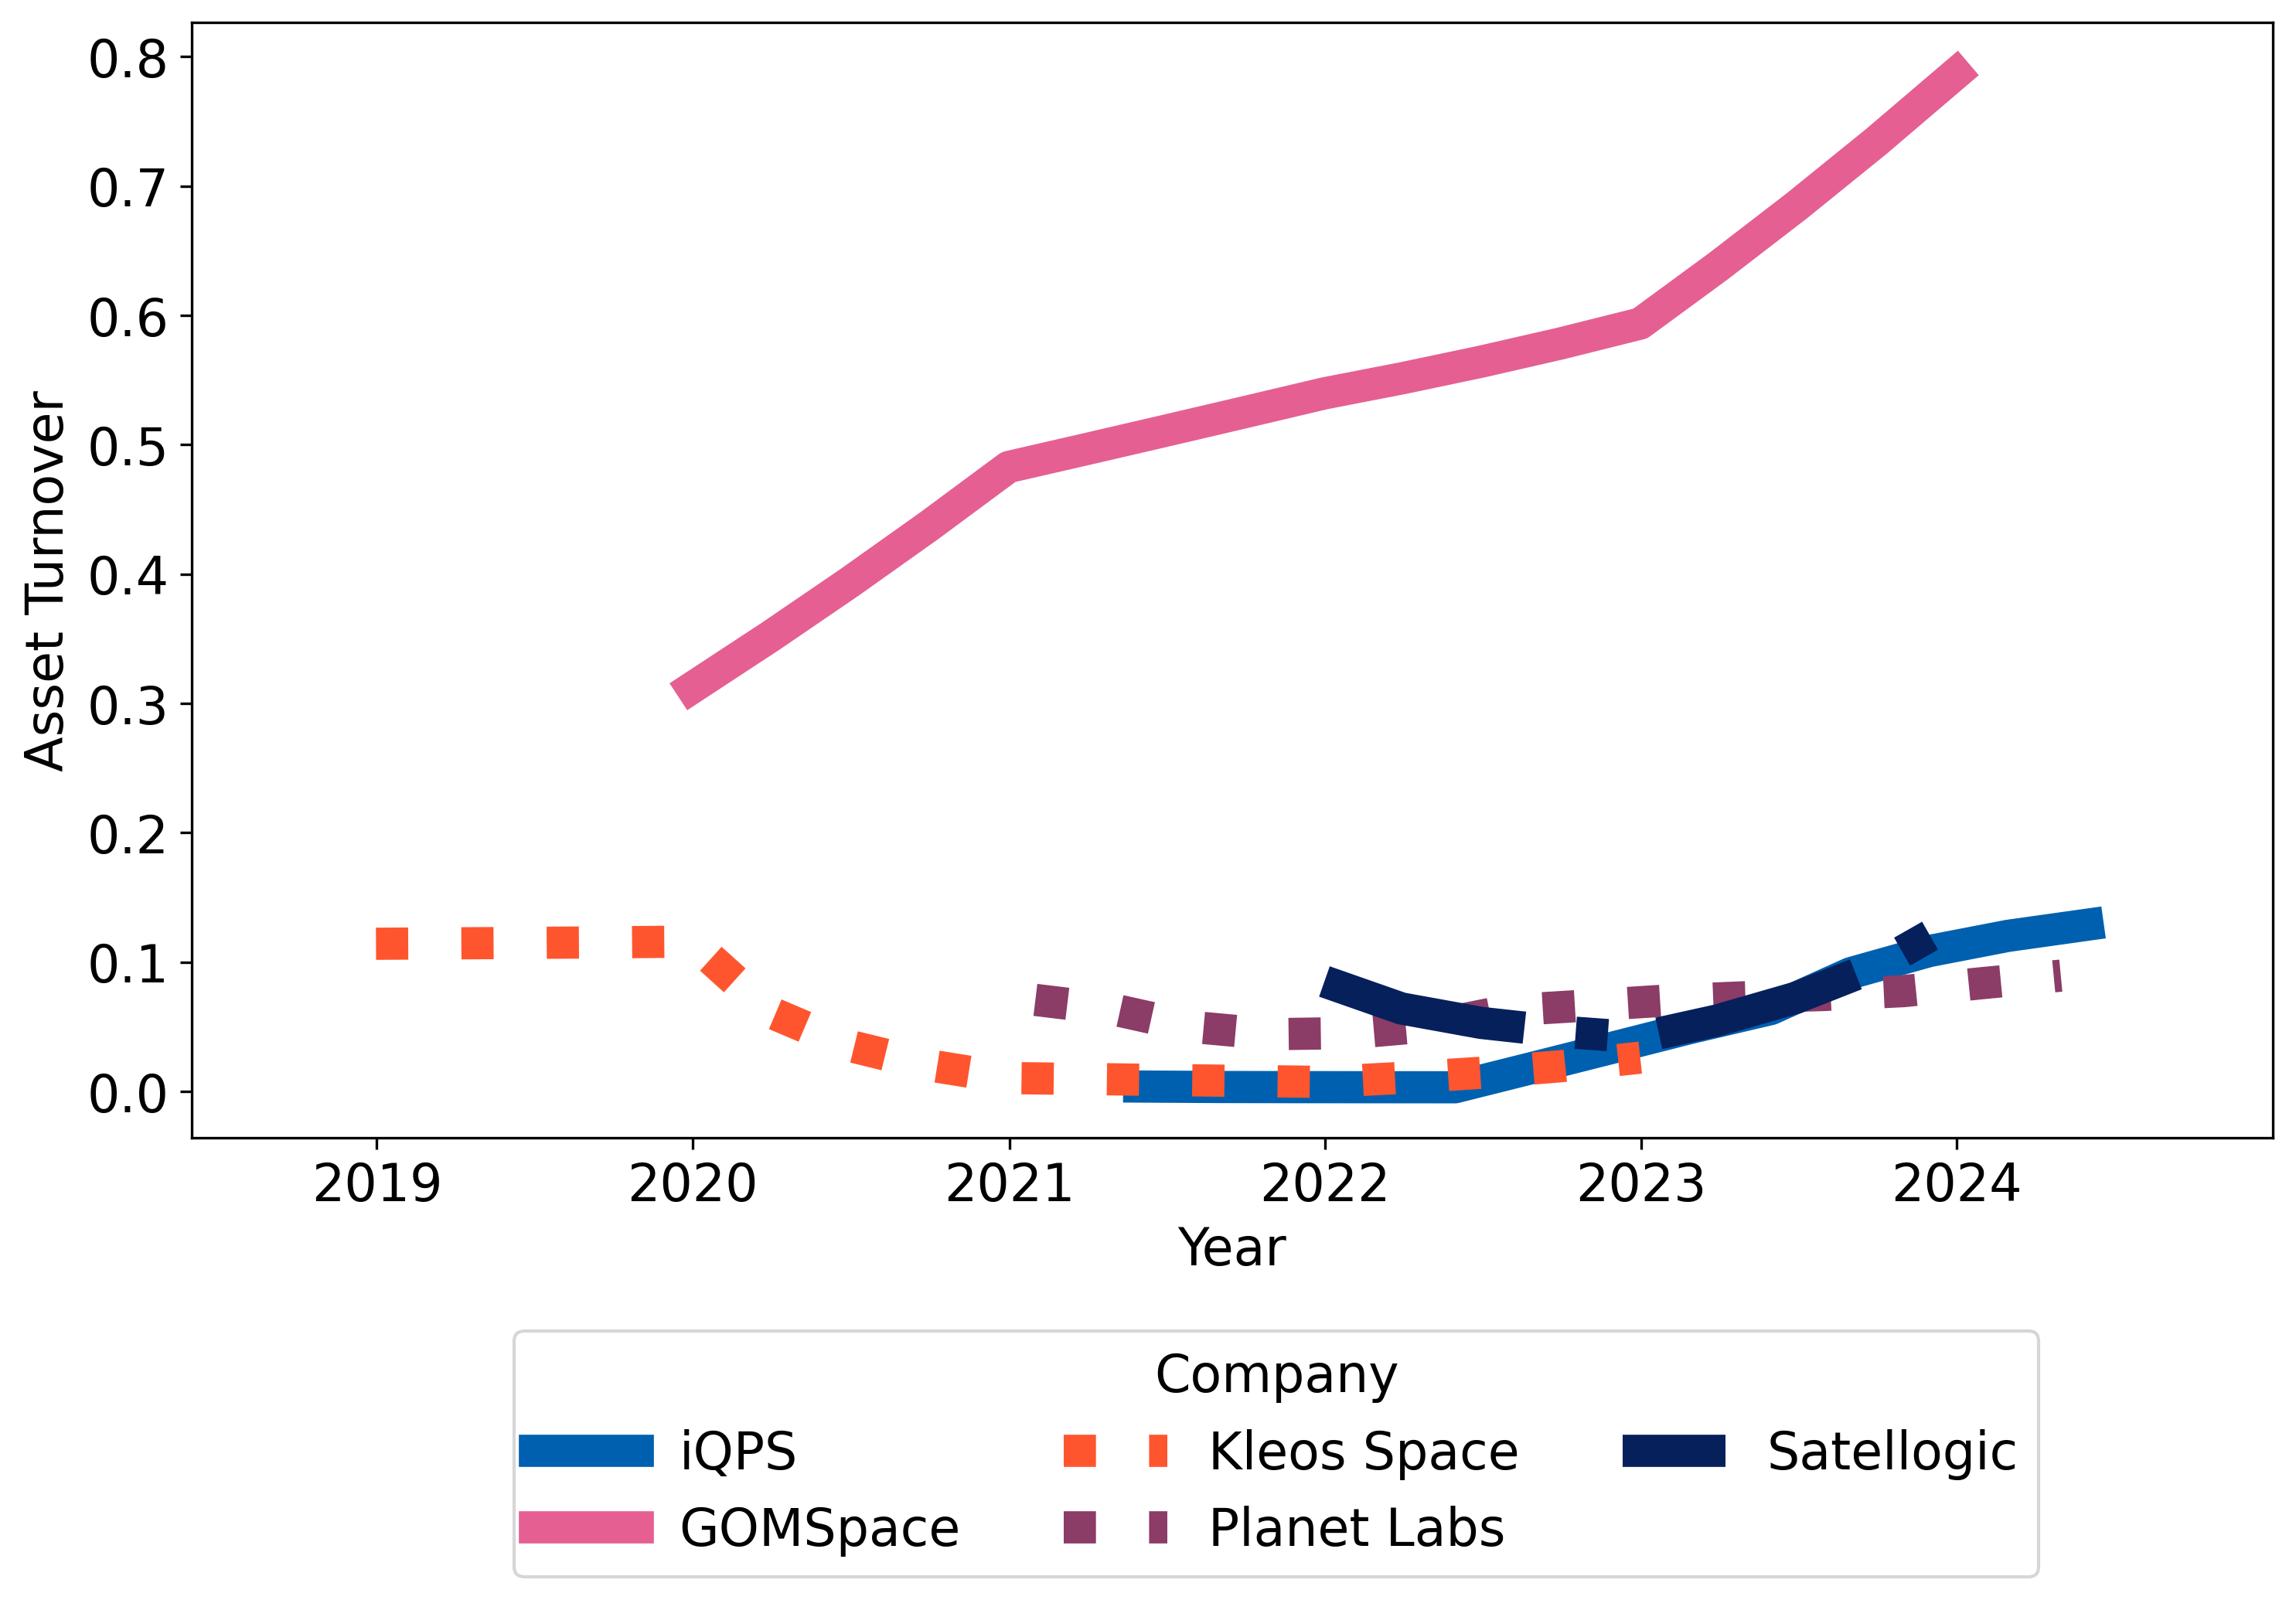 0.8
0.7
0.6
0.5
0.4
0.3
0.2
0.1
0.0
Asset Turnover
2019 2020 2021 2022 2023 2024
Year
Company
iQPS Kleos Space Satellogic
GOMSpace Planet Labs